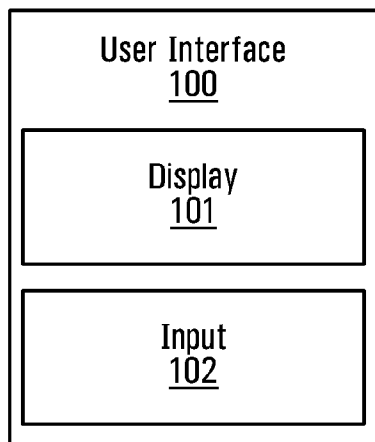 User Interface
100
Display
101
Input
102